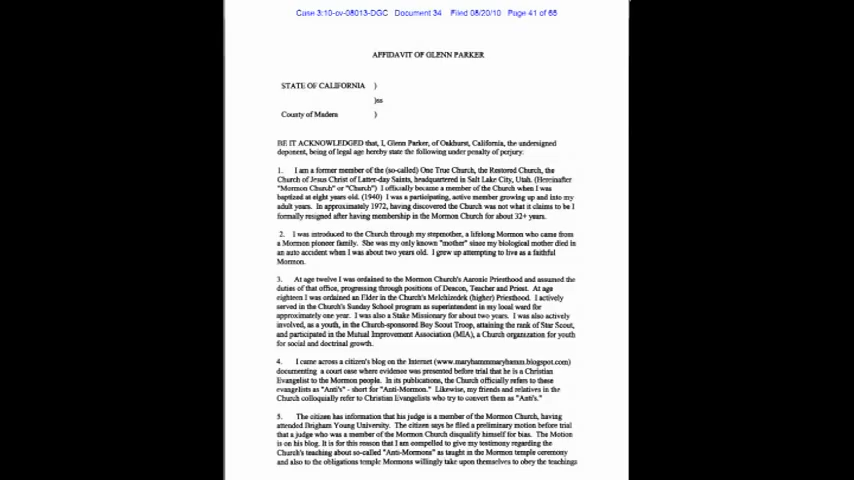 Case 3:10-cv-08013-DGC Document 34 Filed 08/20/10 Page 41 of 65
AFFIDAVIT OF GLENN PARKER
STATE OF CALIFORNIA )
)ss
County of Madera )
BE IT ACKNOWLEDGED that, I, Glenn Parker, of Oakhurst, California, the undersigned
deponent, being of legal age hereby state the following under penalty of perjury.
1. I am a former member of the (so-called) One True Church, the Restored Church, the
Church of Jesus Christ of Latter-day Saints, headquartered in Salt Lake City, Utah. (Hereinafter
"Mormon Church" or "Church") I officially became a member of the Church when I was
baptized at eight years old. (1940) I was a participating, active member growing up and into my
adult years. In approximately 1972, having discovered the Church was not what it claims to be I
formally resigned after having membership in the Mormon Church for about 32+ years.
2. I was introduced to the Church through my stepmother, a lifelong Mormon who came from
a Mormon pioneer family. She was my only known "mother" since my biological mother died in
an auto accident when I was about two years old. I grew up attempting to live as a faithful
Mormon.
3. At age twelve I was ordained to the Mormon Church's Aaronic Priesthood and assumed the
duties of that office, progressing through positions of Deacon, Teacher and Priest. At age
eighteen I was ordained an Elder in the Church's Melchizedek (higher) Priesthood. I actively
served in the Church's Sunday School program as superintendent in my local ward for
approximately one year. I was also a Stake Missionary for about two years. I was also actively
involved, as a youth, in the Church-sponsored Boy Scout Troop, attaining the rank of Star Scout,
and participated in the Mutual Improvement Association (MIA), a Church organization for youth
for social and doctrinal growth.
4. I came across a citizen's blog on the Internet (www.maryhammmaryhamm.blogspot.com)
documenting a court case where evidence was presented before trial that he is a Christian
Evangelist to the Mormon people. In its publications, the Church officially refers to these
evangelists as "Anti's" - short for "Anti-Mormon." Likewise, my friends and relatives in the
Church colloquially refer to Christian Evangelists who try to convert them as "Anti's."
5. The citizen has information that his judge is a member of the Mormon Church, having
attended Brigham Young University. The citizen says he filed a preliminary motion before trial
that a judge who was a member of the Mormon Church disqualify himself for bias. The Motion
is on his blog. It is for this reason that I am compelled to give my testimony regarding the
Church's teaching about so-called "Anti-Mormons" as taught in the Mormon temple ceremony
and also to the obligations temple Mormons willingly take upon themselves to obey the teachings